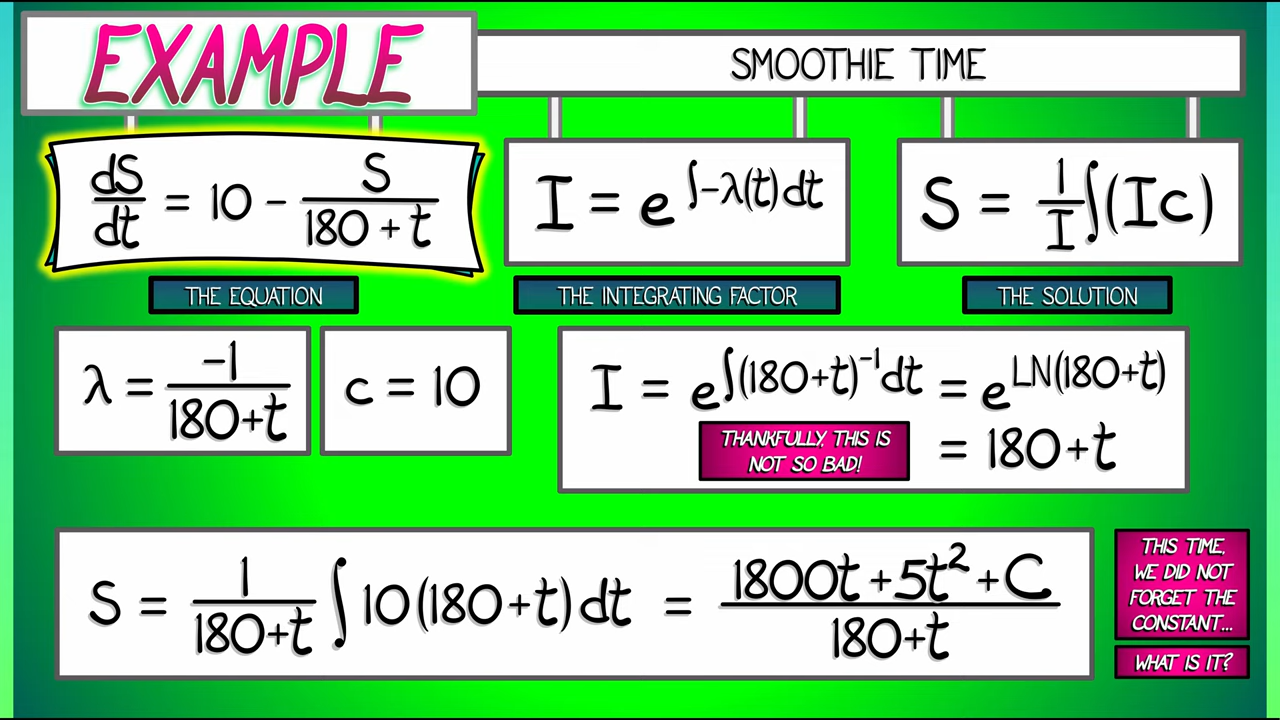 EXAMPLE
SMOOTHIE TIME
dS/dt = 10 - S/(180 + t)
I = e^∫-λ(t)dt
S = 1/I ∫(Ic)
THE EQUATION
THE INTEGRATING FACTOR
THE SOLUTION
λ = -1/(180+t)
c = 10
I = e^∫(180+t)^-1 dt = e^LN(180+t)
= 180+t
THANKFULLY, THIS IS
NOT SO BAD!
S = 1/(180+t) ∫ 10(180+t)dt = (1800t+5t²+C)/(180+t)
THIS TIME,
WE DID NOT
FORGET THE
CONSTANT...
WHAT IS IT?